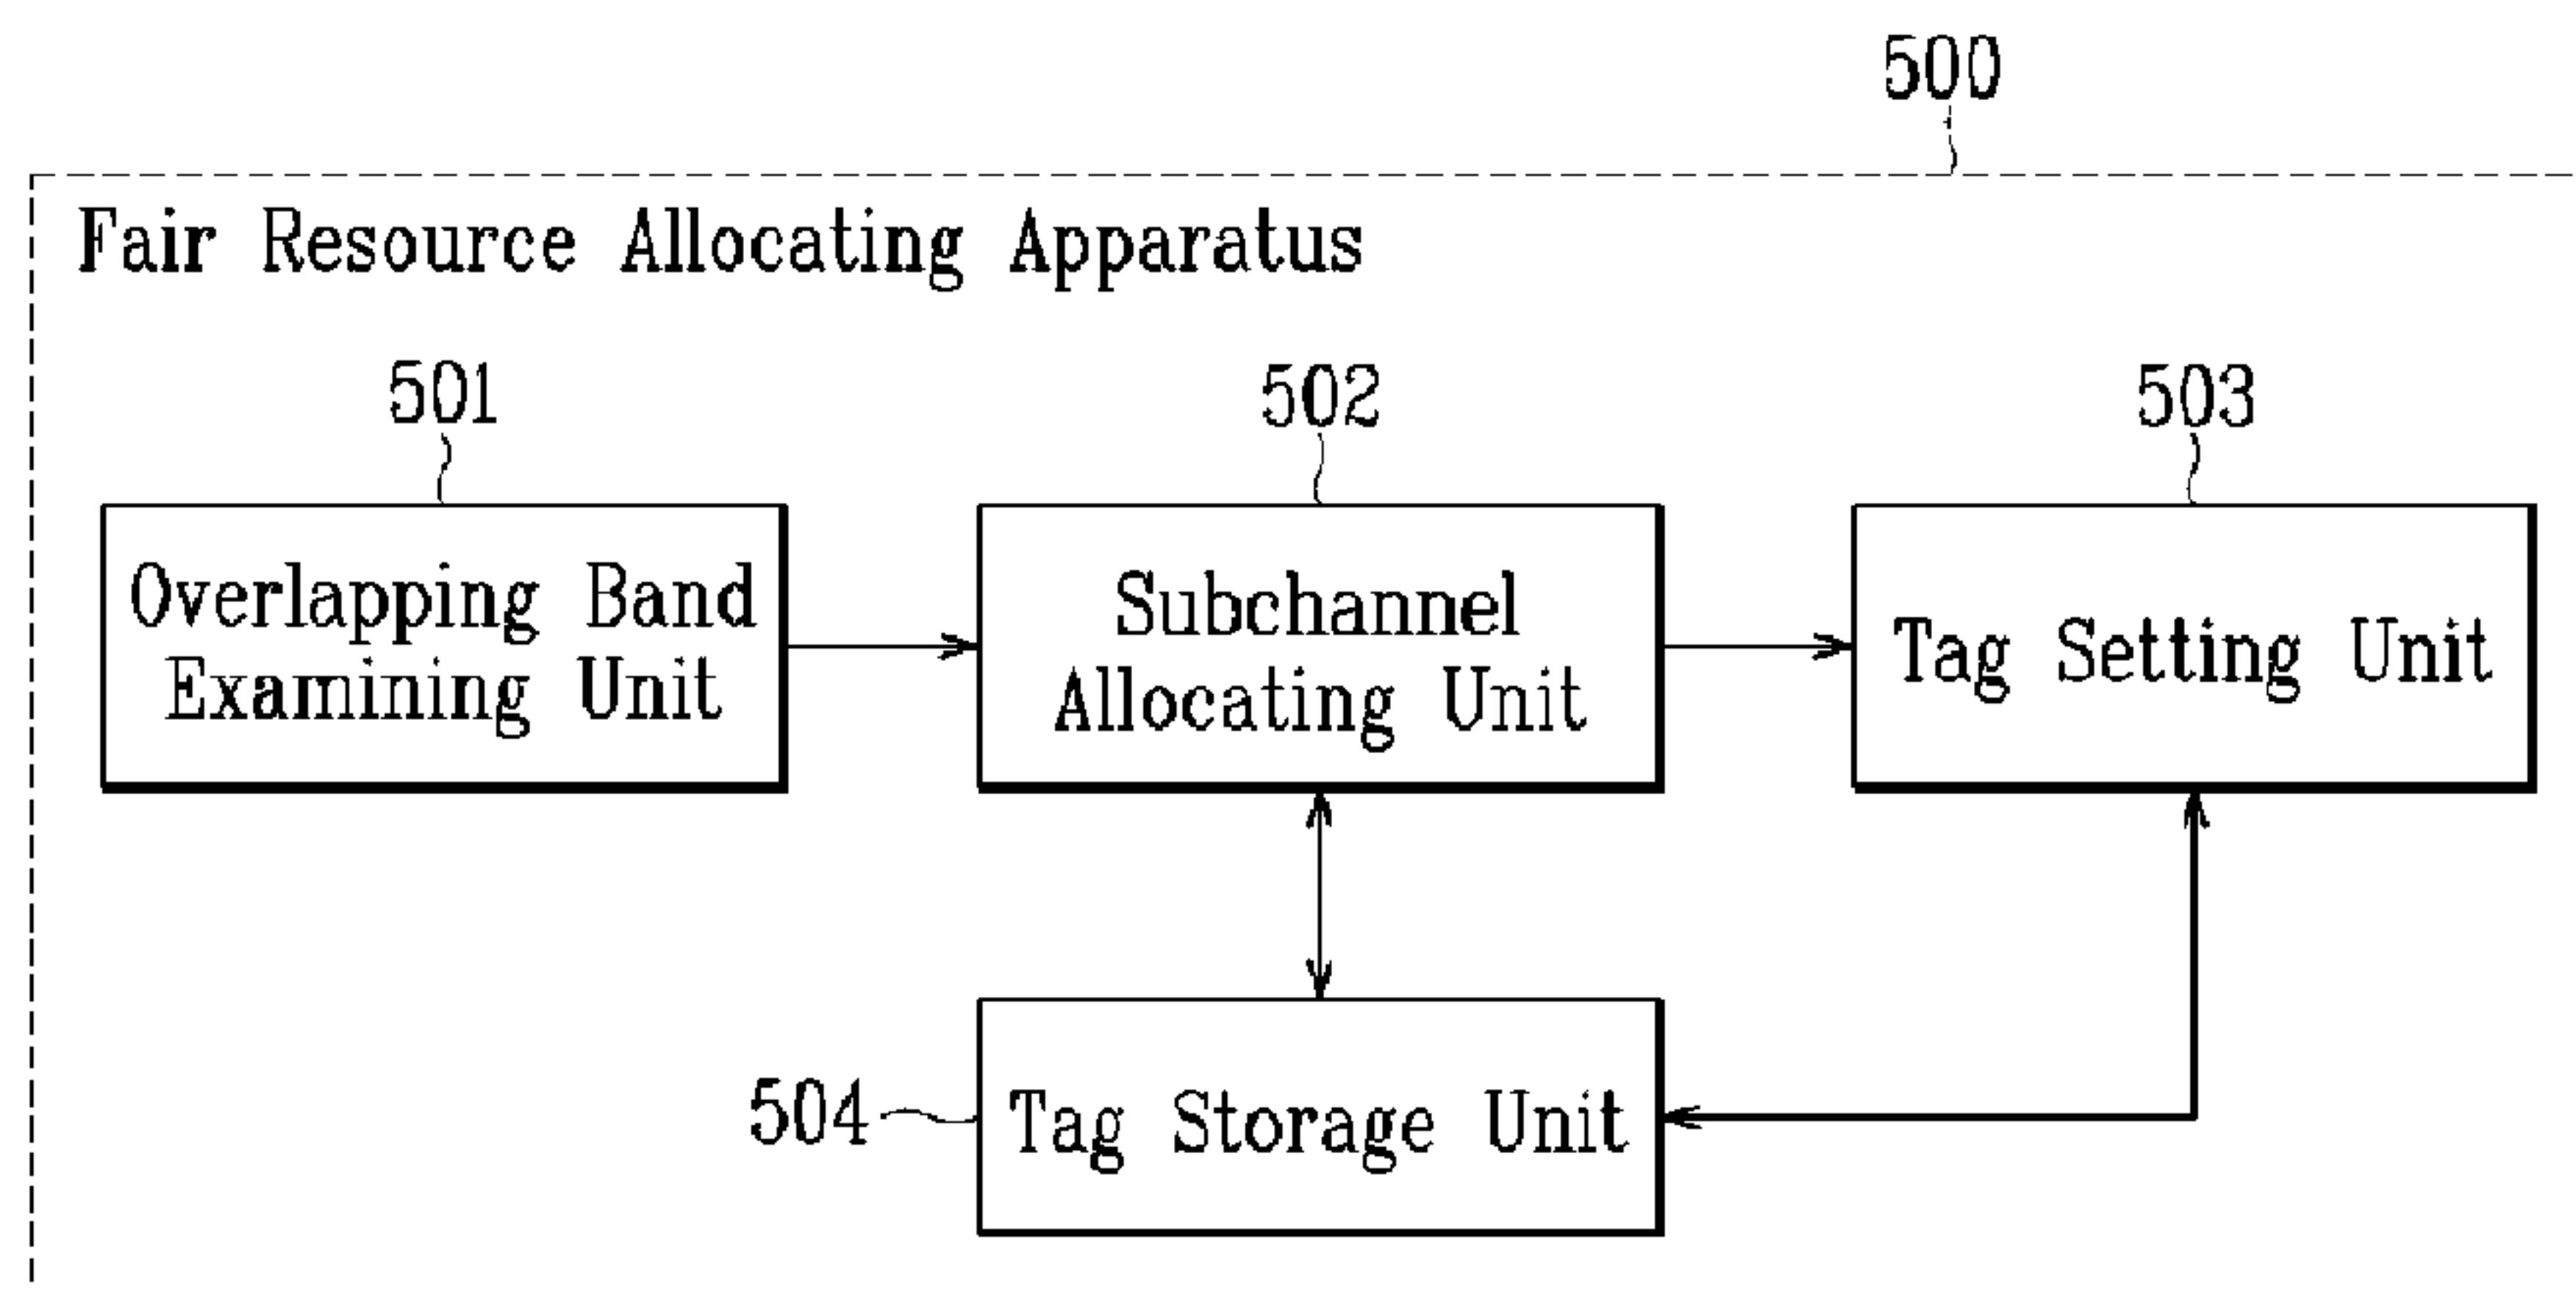 500
Fair Resource Allocating Apparatus
501
502
503
Overlapping Band
Examining Unit
Subchannel
Allocating Unit
Tag Setting Unit
504
Tag Storage Unit